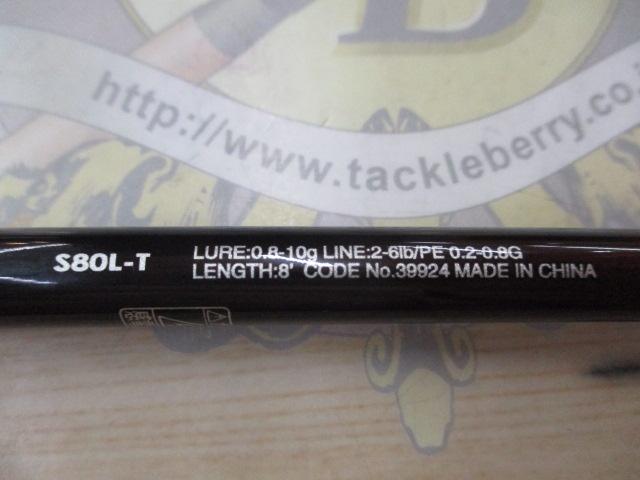 http://www.tackleberry.co.
S80L-T
LURE:0.8-10g LINE:2-6lb/PE 0.2-0.8G
LENGTH:8' CODE No.39924 MADE IN CHINA